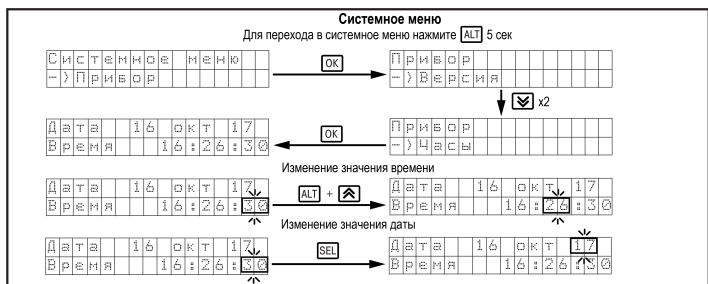 Системное меню
Для перехода в системное меню нажмите ALT 5 сек
Системное меню
–>Прибор
OK
Прибор
–>Версия
x2
Дата 16 окт 17
Время 16:26:30
OK
Прибор
–>Часы
Изменение значения времени
Дата 16 окт 17
Время 16:26:30
ALT +
Дата 16 окт 17
Время 16:26:30
Изменение значения даты
Дата 16 окт 17
Время 16:26:30
SEL
Дата 16 окт 17
Время 16:26:30